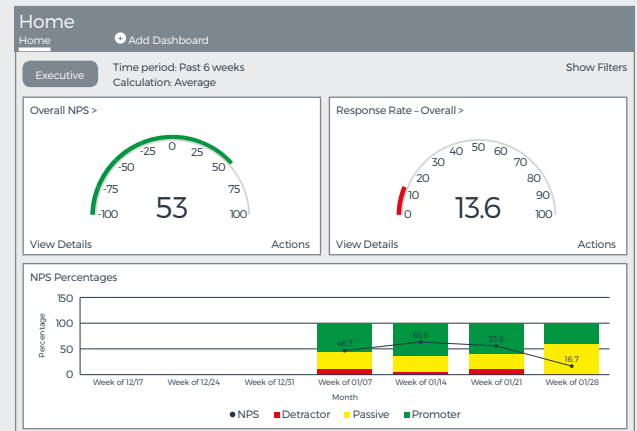 Home
Home
Add Dashboard
Executive
Time period: Past 6 weeks
Calculation: Average
Show Filters
Overall NPS >
-100
-75
-50
-25
0
25
50
75
100
53
View Details
Actions
Response Rate – Overall >
0
10
20
30
40
50
60
70
80
90
100
13.6
View Details
Actions
NPS Percentages
Percentage
150
100
50
0
46.7
65.8
53.6
16.7
Week of 12/17
Week of 12/24
Week of 12/31
Week of 01/07
Week of 01/14
Week of 01/21
Week of 01/28
Month
NPS
Detractor
Passive
Promoter